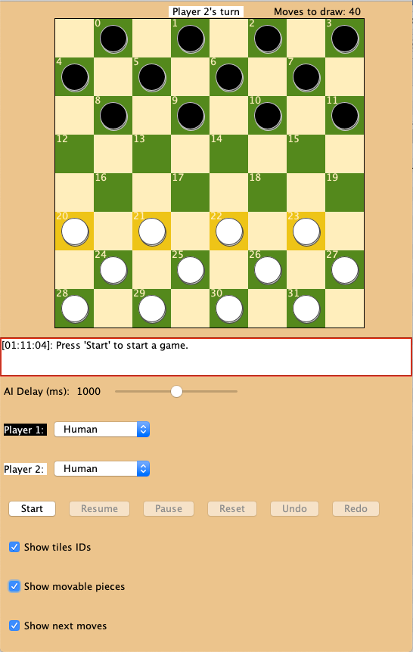 Player 2's turn Moves to draw: 40
0 1 2 3
4 5 6 7
8 9 10 11
12 13 14 15
16 17 18 19
20 21 22 23
24 25 26 27
28 29 30 31
[01:11:04]: Press 'Start' to start a game.
AI Delay (ms): 1000
Player 1: Human
Player 2: Human
Start Resume Pause Reset Undo Redo
Show tiles IDs
Show movable pieces
Show next moves